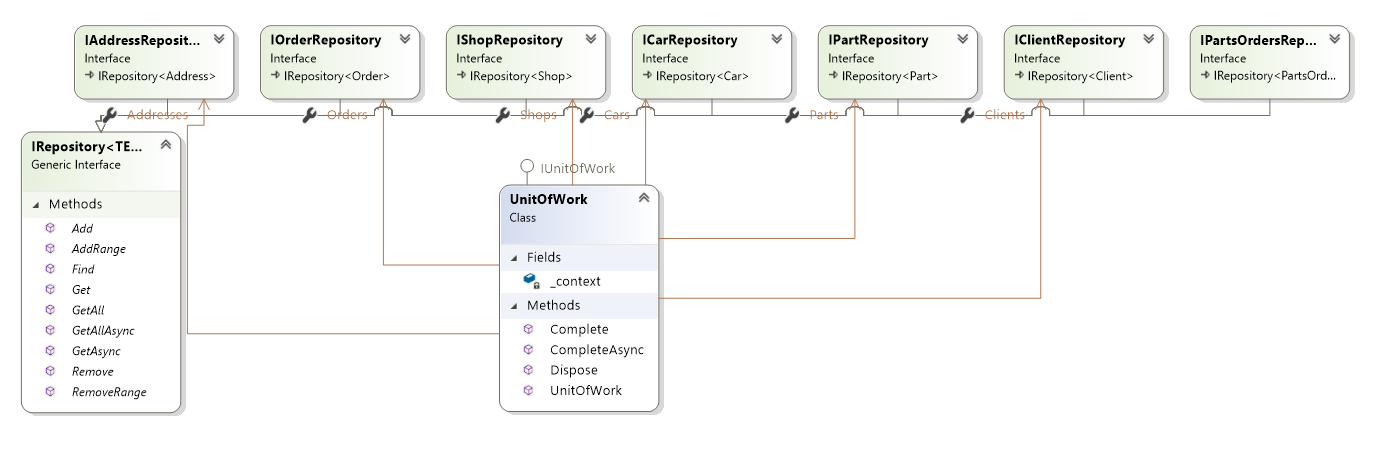 IAddressReposit...
Interface
IRepository<Address>
IOrderRepository
Interface
IRepository<Order>
IShopRepository
Interface
IRepository<Shop>
ICarRepository
Interface
IRepository<Car>
IPartRepository
Interface
IRepository<Part>
IClientRepository
Interface
IRepository<Client>
IPartsOrdersRep...
Interface
IRepository<PartsOrd...
Addresses
Orders
Shops
Cars
Parts
Clients
IRepository<TE...
Generic Interface
Methods
Add
AddRange
Find
Get
GetAll
GetAllAsync
GetAsync
Remove
RemoveRange
IUnitOfWork
UnitOfWork
Class
Fields
_context
Methods
Complete
CompleteAsync
Dispose
UnitOfWork